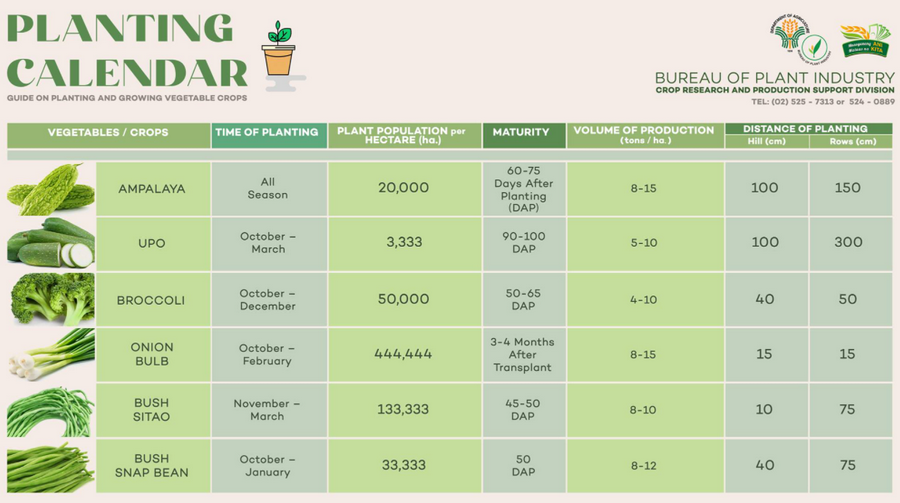 PLANTING
CALENDAR
GUIDE ON PLANTING AND GROWING VEGETABLE CROPS
BUREAU OF PLANT INDUSTRY
CROP RESEARCH AND PRODUCTION SUPPORT DIVISION
TEL: (02) 525 - 7313 or 524 - 0889
VEGETABLES / CROPS
TIME OF PLANTING
PLANT POPULATION per
HECTARE (ha.)
MATURITY
VOLUME OF PRODUCTION
(tons / ha.)
DISTANCE OF PLANTING
Hill (cm)
Rows (cm)
AMPALAYA
All
Season
20,000
60-75
Days After
Planting
(DAP)
8-15
100
150
UPO
October –
March
3,333
90-100
DAP
5-10
100
300
BROCCOLI
October –
December
50,000
50-65
DAP
4-10
40
50
ONION
BULB
October –
February
444,444
3-4 Months
After
Transplant
8-15
15
15
BUSH
SITAO
November –
March
133,333
45-50
DAP
8-10
10
75
BUSH
SNAP BEAN
October –
January
33,333
50
DAP
8-12
40
75